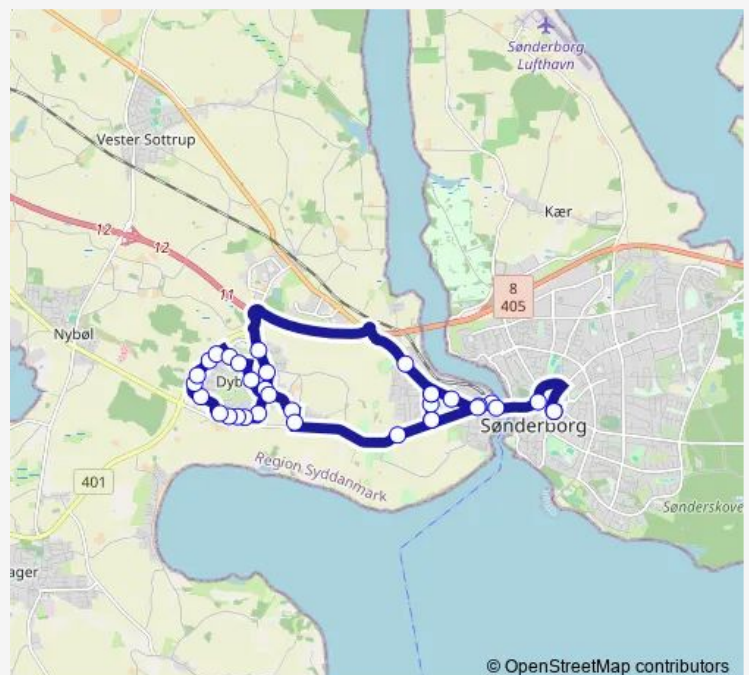 Sønderborg
Lufthavn
Vester Sottrup
Kær
12
12
8
405
11
Nybøl
Dyb
Sønderborg
Region Syddanmark
401
Sønderskove
ager
© OpenStreetMap contributors